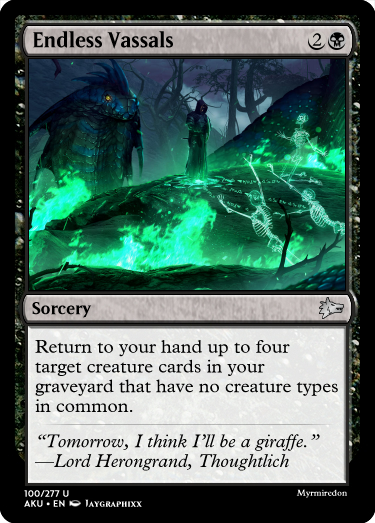 Endless Vassals 2
Sorcery
Return to your hand up to four
target creature cards in your
graveyard that have no creature types
in common.
“Tomorrow, I think I’ll be a giraffe.”
—Lord Herongrand, Thoughtlich
100/277 U Myrmiredon
AKU • EN JAYGRAPHIXX